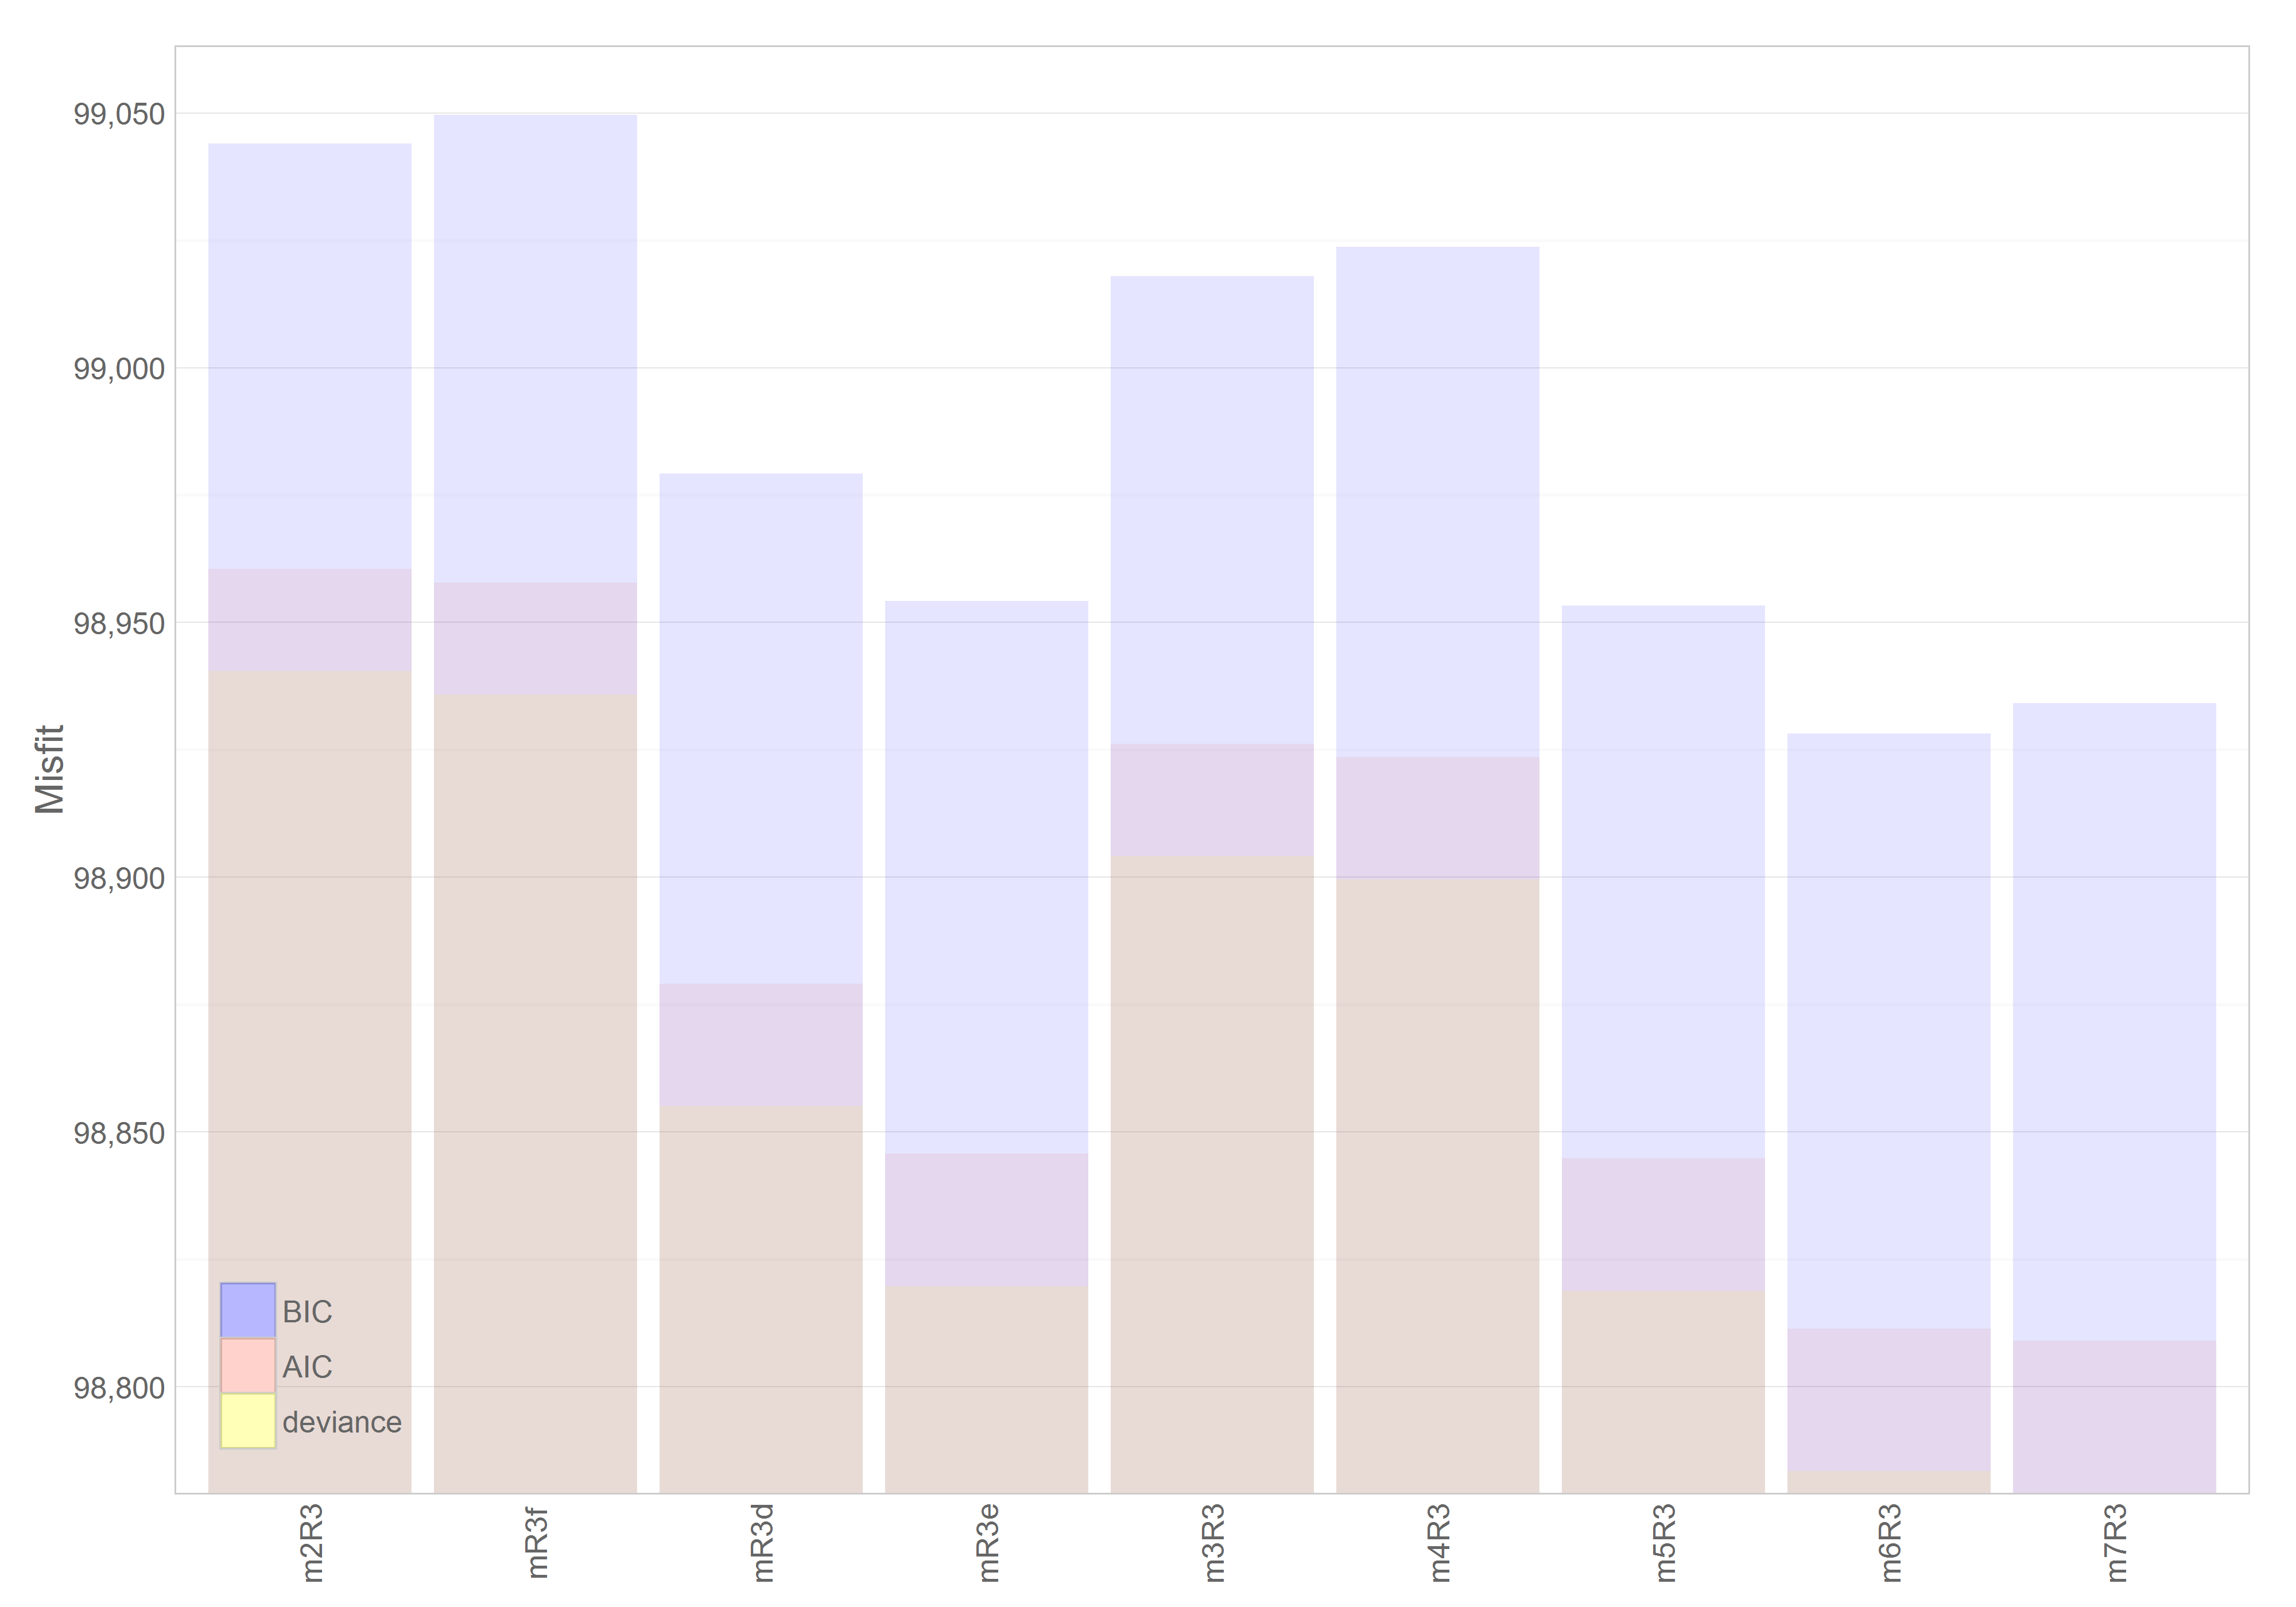 99,050
99,000
98,950
98,900
98,850
98,800
Misfit
BIC
AIC
deviance
m2R3
mR3f
mR3d
mR3e
m3R3
m4R3
m5R3
m6R3
m7R3